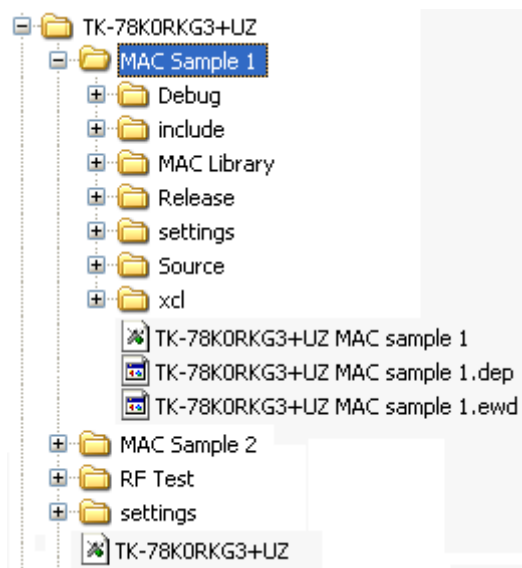 TK-78K0RKG3+UZ
MAC Sample 1
Debug
include
MAC Library
Release
settings
Source
xcl
TK-78K0RKG3+UZ MAC sample 1
TK-78K0RKG3+UZ MAC sample 1.dep
TK-78K0RKG3+UZ MAC sample 1.ewd
MAC Sample 2
RF Test
settings
TK-78K0RKG3+UZ